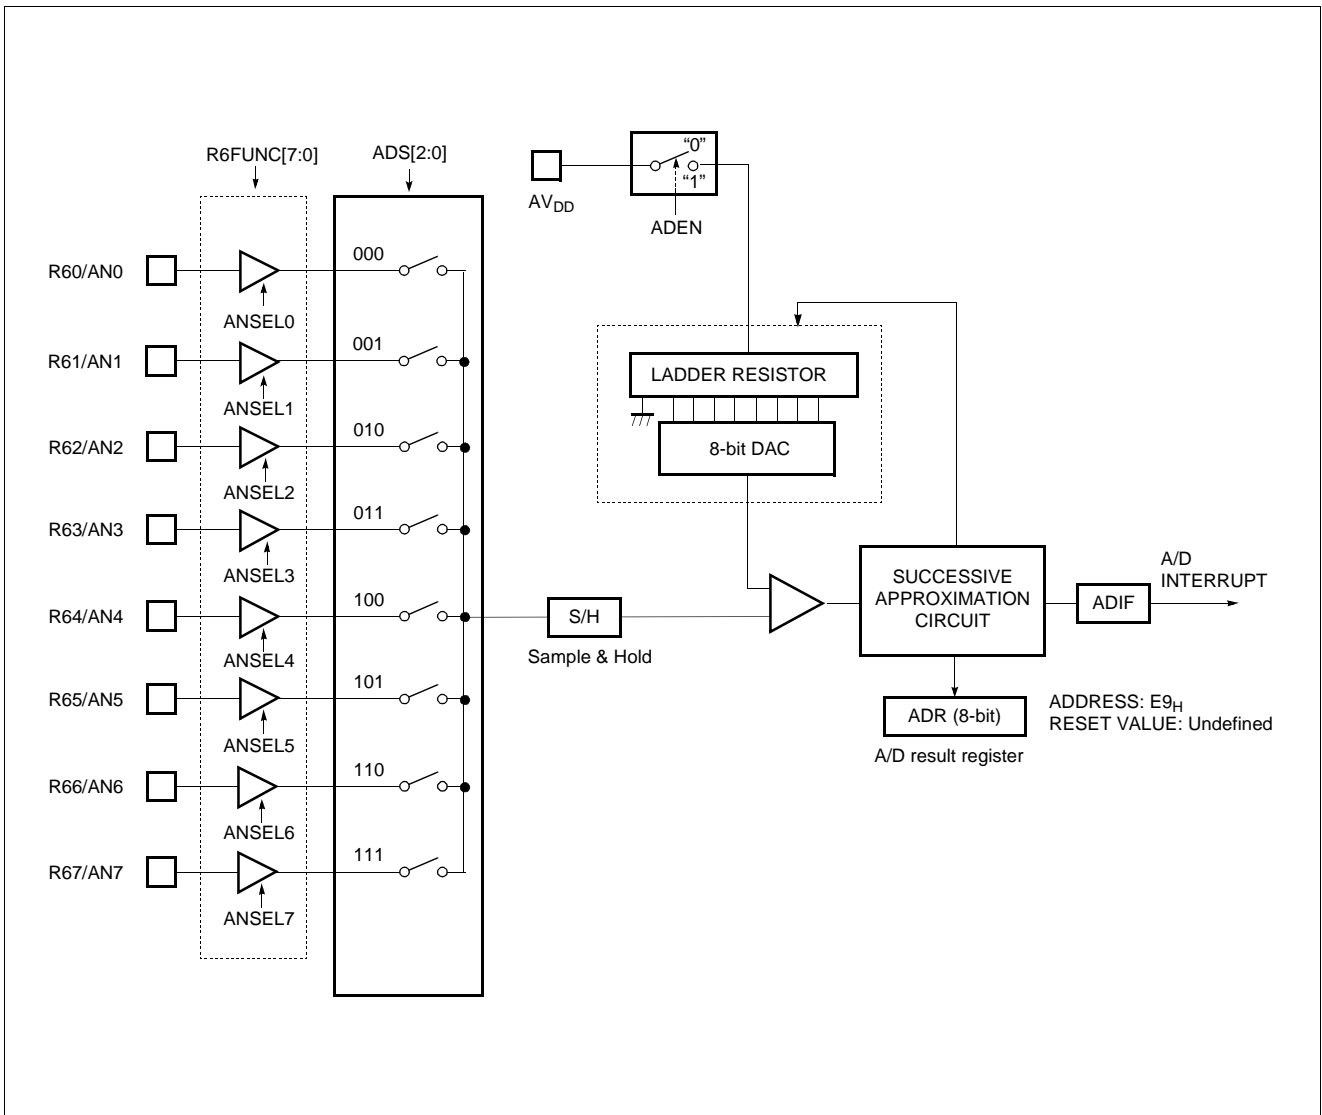 R6FUNC[7:0]
ADS[2:0]
AVDD
“0”
“1”
ADEN
R60/AN0
ANSEL0
000
R61/AN1
ANSEL1
001
R62/AN2
ANSEL2
010
R63/AN3
ANSEL3
011
R64/AN4
ANSEL4
100
R65/AN5
ANSEL5
101
R66/AN6
ANSEL6
110
R67/AN7
ANSEL7
111
LADDER RESISTOR
8-bit DAC
S/H
Sample & Hold
SUCCESSIVE
APPROXIMATION
CIRCUIT
ADIF
A/D
INTERRUPT
ADR (8-bit)
A/D result register
ADDRESS: E9H
RESET VALUE: Undefined